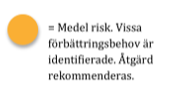 = Medel risk. Vissa
förbättringsbehov är
identifierade. Åtgärd
rekommenderas.